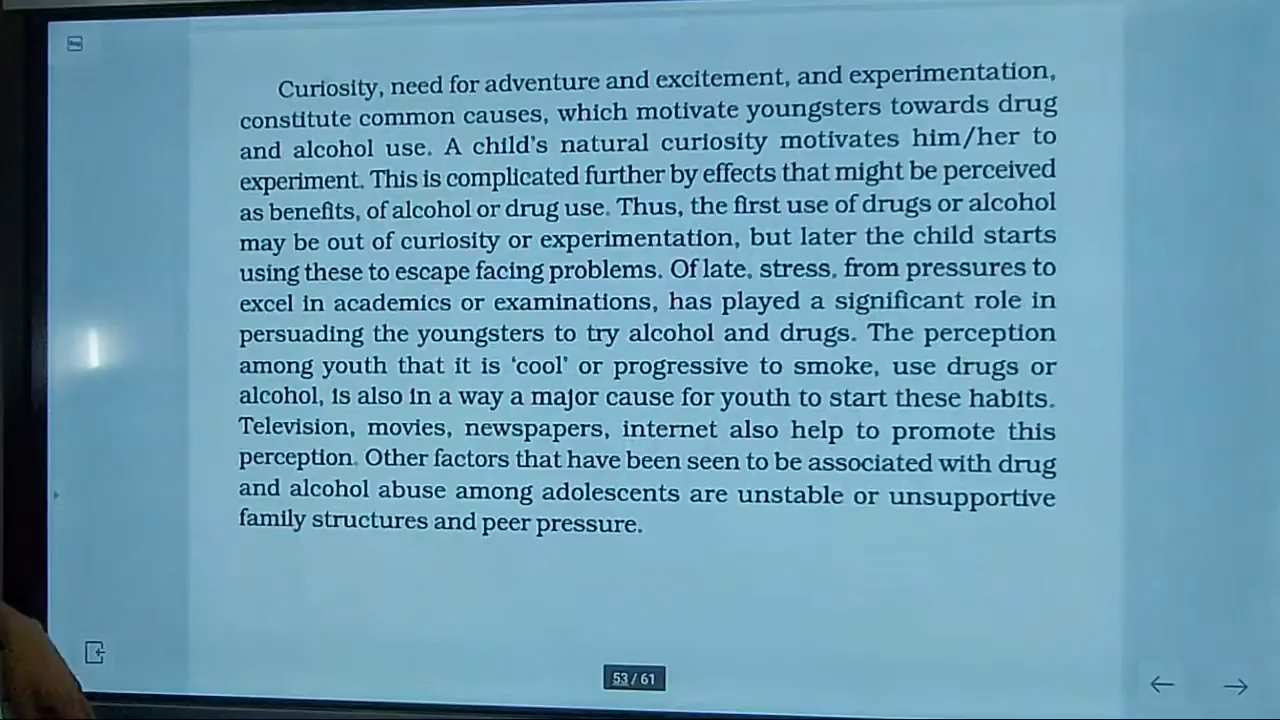 Curiosity, need for adventure and excitement, and experimentation,
constitute common causes, which motivate youngsters towards drug
and alcohol use. A child's natural curiosity motivates him/her to
experiment. This is complicated further by effects that might be perceived
as benefits, of alcohol or drug use. Thus, the first use of drugs or alcohol
may be out of curiosity or experimentation, but later the child starts
using these to escape facing problems. Of late, stress, from pressures to
excel in academics or examinations, has played a significant role in
persuading the youngsters to try alcohol and drugs. The perception
among youth that it is ‘cool’ or progressive to smoke, use drugs or
alcohol, is also in a way a major cause for youth to start these habits.
Television, movies, newspapers, internet also help to promote this
perception. Other factors that have been seen to be associated with drug
and alcohol abuse among adolescents are unstable or unsupportive
family structures and peer pressure.
53 / 61